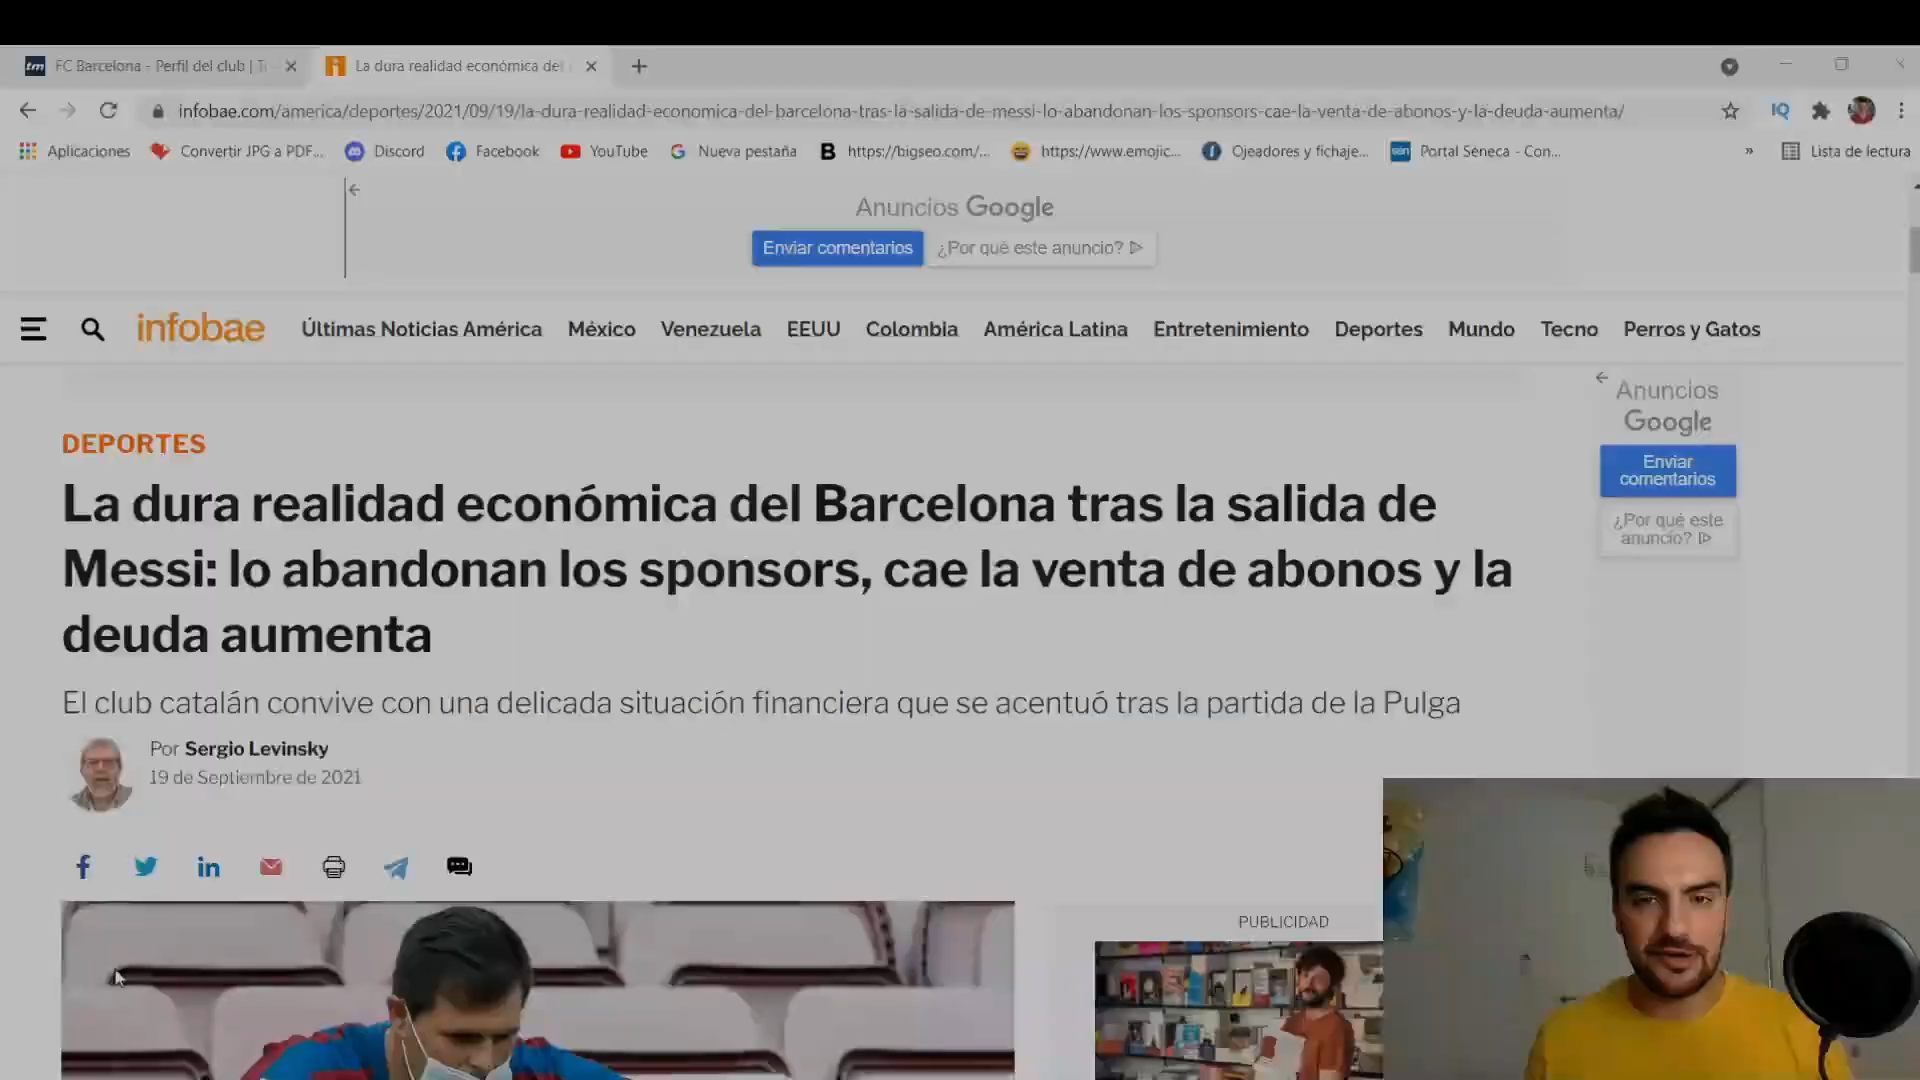 tm FC Barcelona - Perfil del club | T
La dura realidad económica del
infobae.com/america/deportes/2021/09/19/la-dura-realidad-economica-del-barcelona-tras-la-salida-de-messi-lo-abandonan-los-sponsors-cae-la-venta-de-abonos-y-la-deuda-aumenta/
IQ
Aplicaciones
Convertir JPG a PDF...
Discord
Facebook
YouTube
G Nueva pestaña
B https://bigseo.com/...
https://www.emojic...
Ojeadores y fichaje...
sen Portal Séneca - Con...
»
Lista de lectura
Anuncios Google
Enviar comentarios
¿Por qué este anuncio?
infobae
Últimas Noticias América
México
Venezuela
EEUU
Colombia
América Latina
Entretenimiento
Deportes
Mundo
Tecno
Perros y Gatos
Anuncios
Google
Enviar
comentarios
¿Por qué este
anuncio?
DEPORTES
La dura realidad económica del Barcelona tras la salida de
Messi: lo abandonan los sponsors, cae la venta de abonos y la
deuda aumenta
El club catalán convive con una delicada situación financiera que se acentuó tras la partida de la Pulga
Por Sergio Levinsky
19 de Septiembre de 2021
PUBLICIDAD